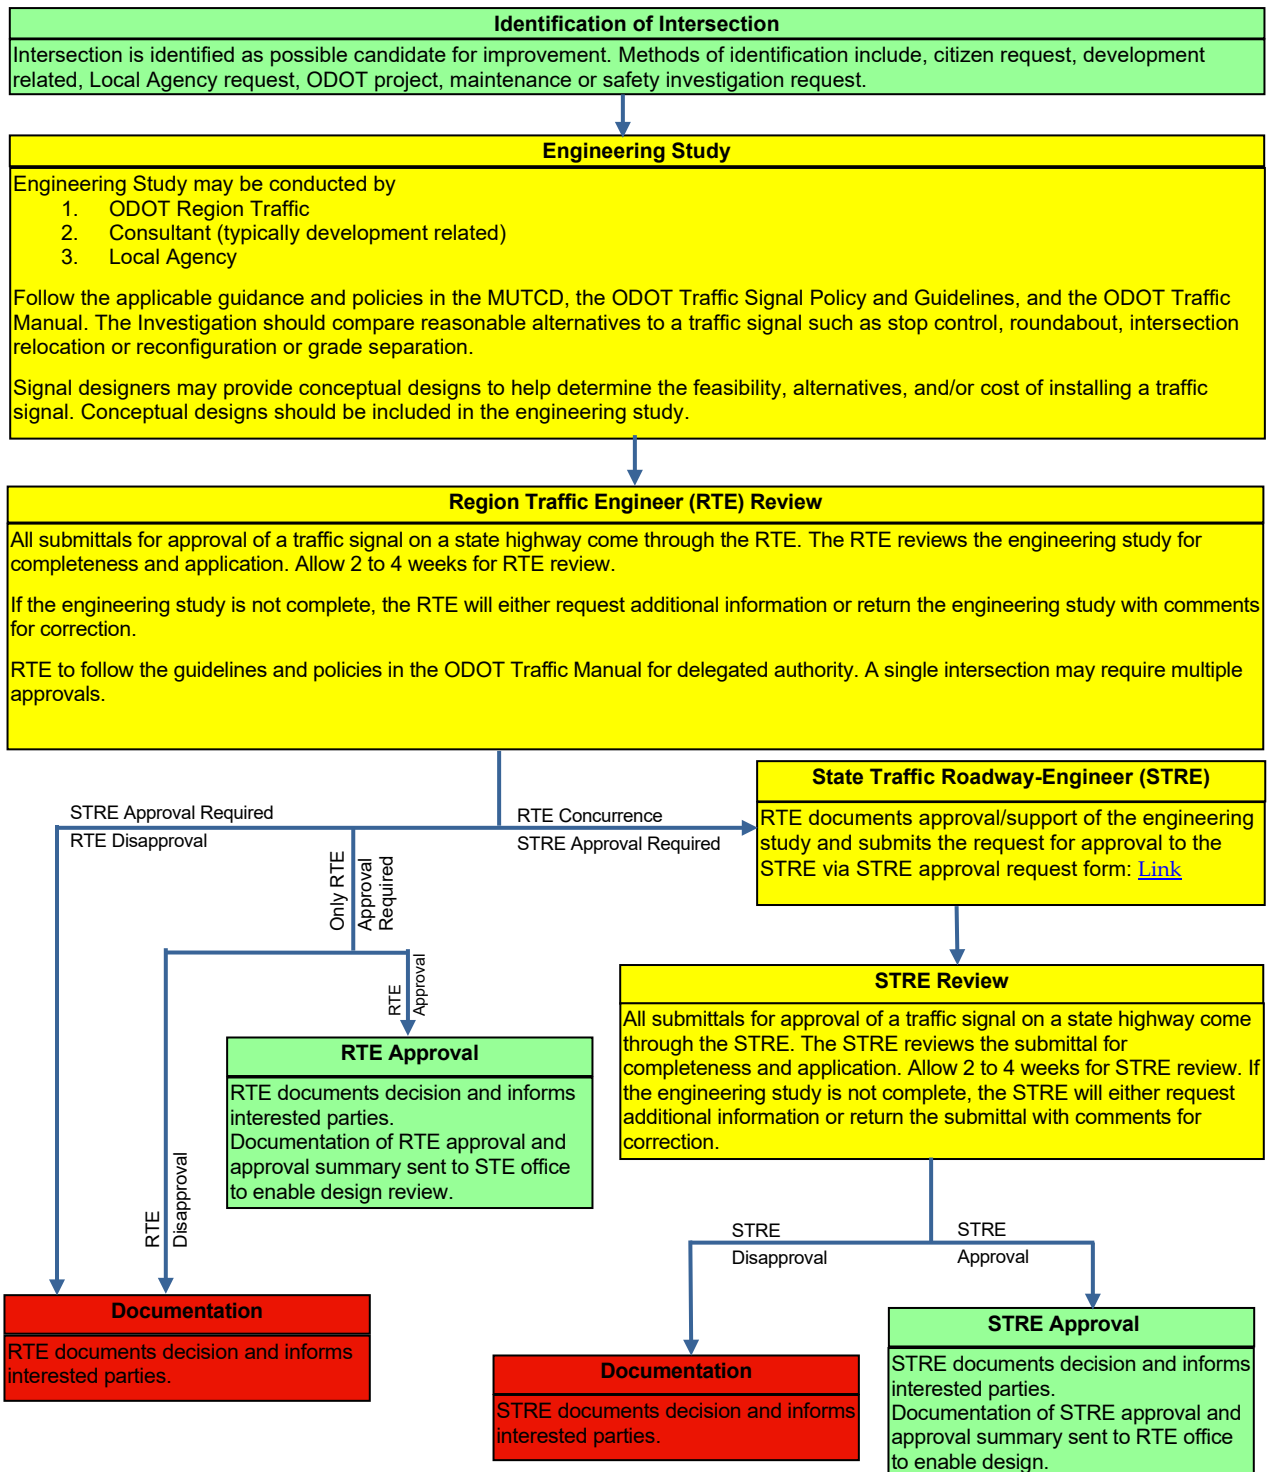 Identification of Intersection
Intersection is identified as possible candidate for improvement. Methods of identification include, citizen request, development
related, Local Agency request, ODOT project, maintenance or safety investigation request.
Engineering Study
Engineering Study may be conducted by
1. ODOT Region Traffic
2. Consultant (typically development related)
3. Local Agency
Follow the applicable guidance and policies in the MUTCD, the ODOT Traffic Signal Policy and Guidelines, and the ODOT Traffic
Manual. The Investigation should compare reasonable alternatives to a traffic signal such as stop control, roundabout, intersection
relocation or reconfiguration or grade separation.
Signal designers may provide conceptual designs to help determine the feasibility, alternatives, and/or cost of installing a traffic
signal. Conceptual designs should be included in the engineering study.
Region Traffic Engineer (RTE) Review
All submittals for approval of a traffic signal on a state highway come through the RTE. The RTE reviews the engineering study for
completeness and application. Allow 2 to 4 weeks for RTE review.
If the engineering study is not complete, the RTE will either request additional information or return the engineering study with comments
for correction.
RTE to follow the guidelines and policies in the ODOT Traffic Manual for delegated authority. A single intersection may require multiple
approvals.
STRE Approval Required
RTE Disapproval
RTE Concurrence
STRE Approval Required
State Traffic Roadway-Engineer (STRE)
RTE documents approval/support of the engineering
study and submits the request for approval to the
STRE via STRE approval request form: Link
Only RTE
Approval
Required
RTE
Approval
RTE Approval
RTE documents decision and informs
interested parties.
Documentation of RTE approval and
approval summary sent to STE office
to enable design review.
STRE Review
All submittals for approval of a traffic signal on a state highway come
through the STRE. The STRE reviews the submittal for
completeness and application. Allow 2 to 4 weeks for STRE review. If
the engineering study is not complete, the STRE will either request
additional information or return the submittal with comments for
correction.
RTE
Disapproval
STRE
Disapproval
STRE
Approval
Documentation
RTE documents decision and informs
interested parties.
Documentation
STRE documents decision and informs
interested parties.
STRE Approval
STRE documents decision and informs
interested parties.
Documentation of STRE approval and
approval summary sent to RTE office
to enable design.